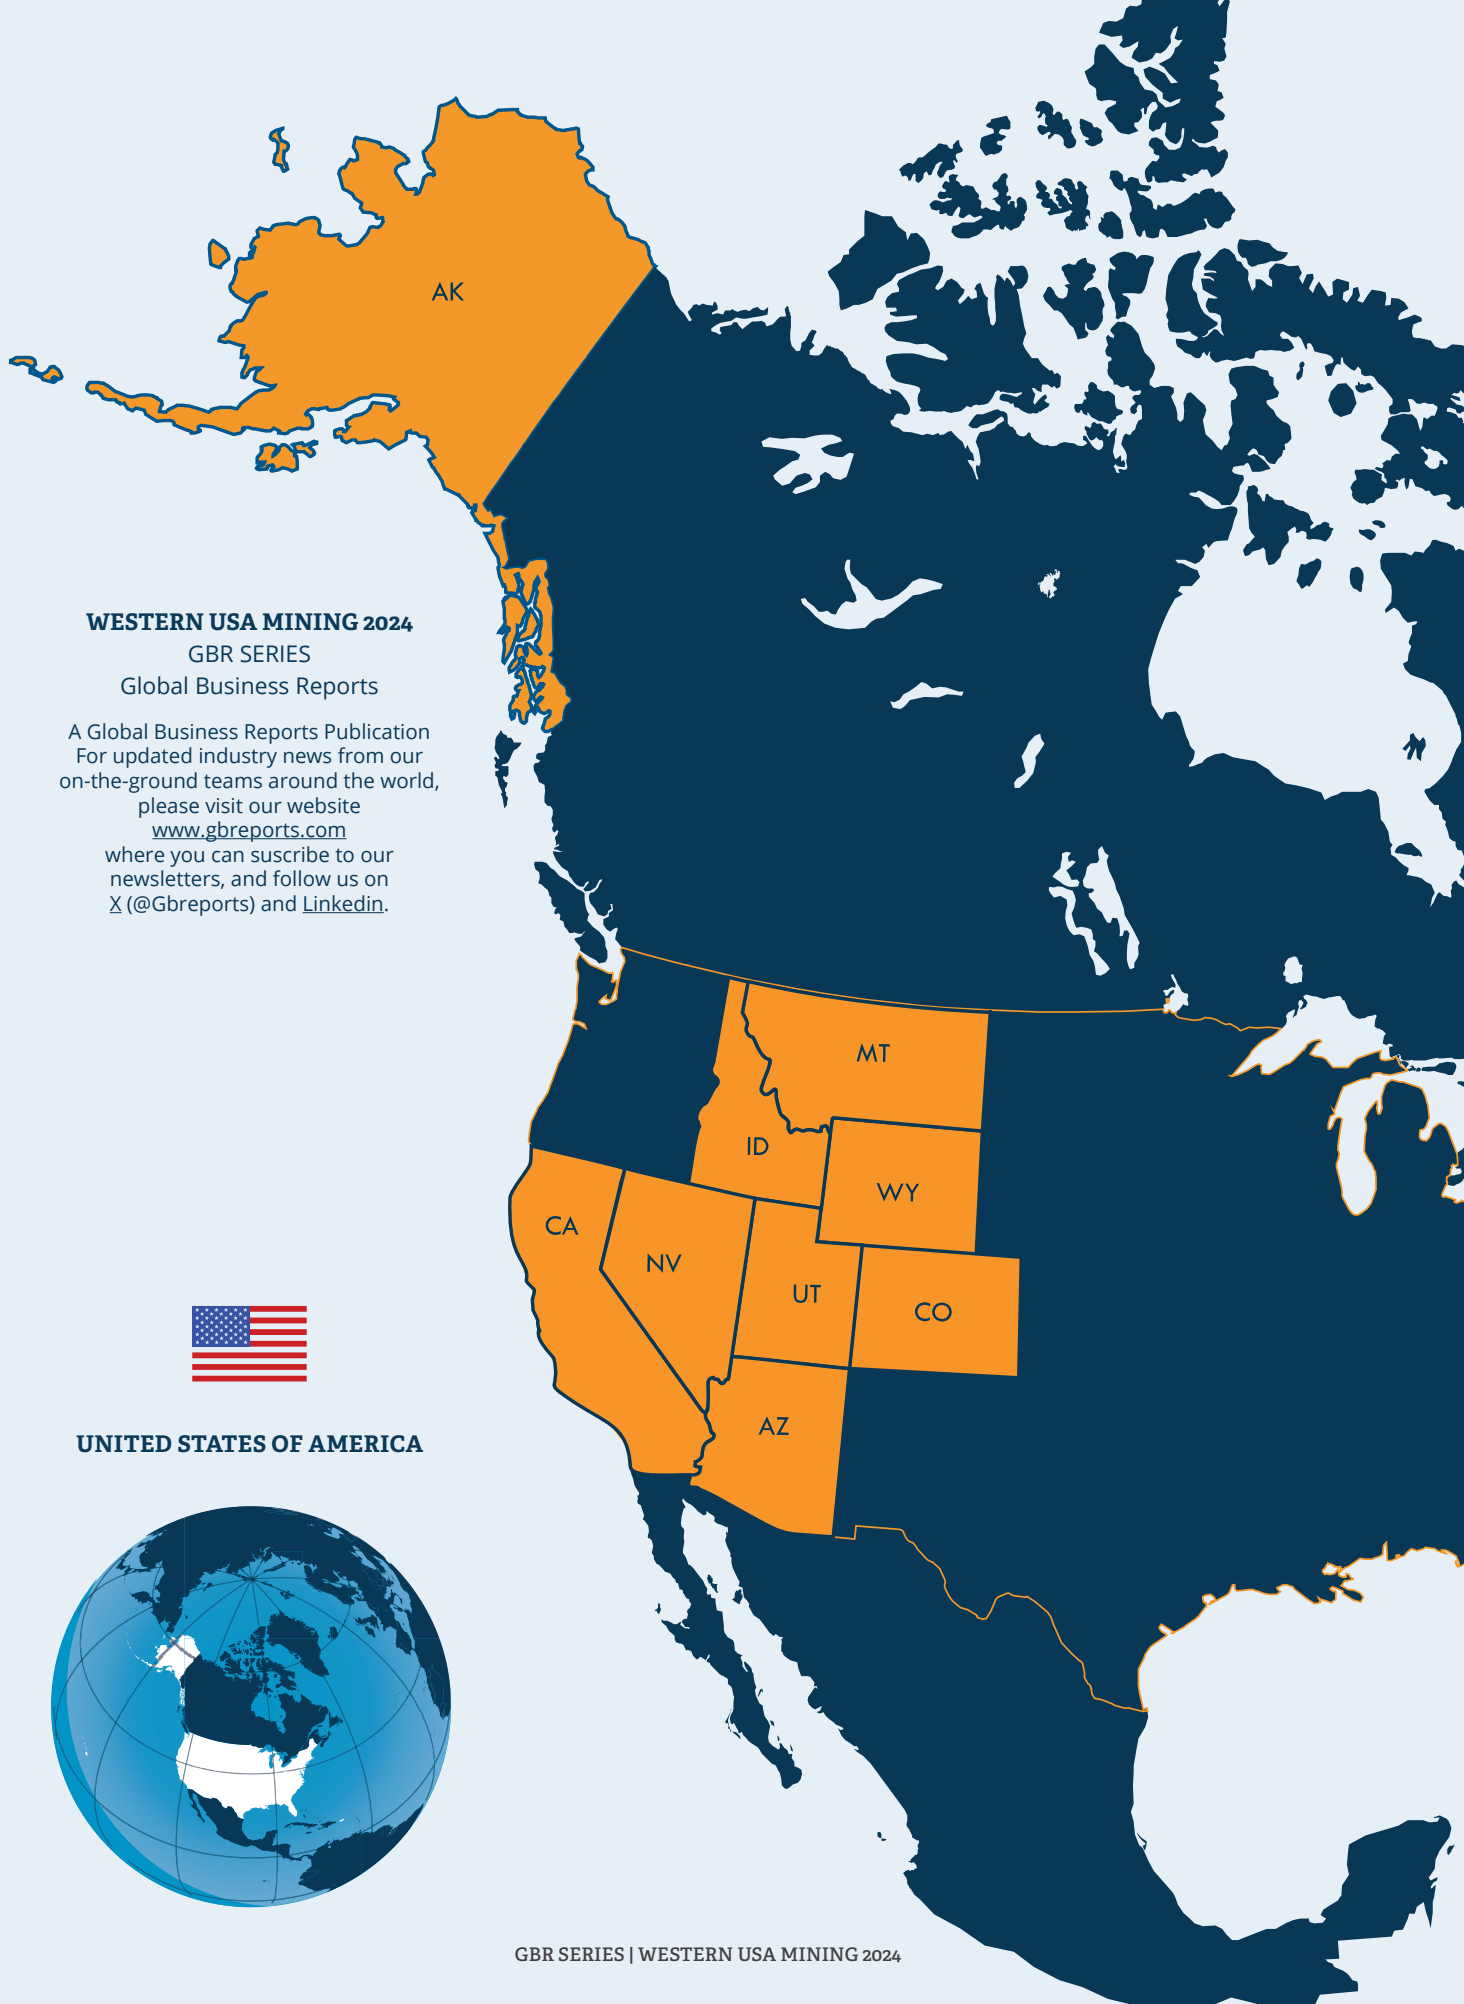 AK
WESTERN USA MINING 2024
GBR SERIES
Global Business Reports
A Global Business Reports Publication
For updated industry news from our
on-the-ground teams around the world,
please visit our website
www.gbreports.com
where you can suscribe to our
newsletters, and follow us on
X (@Gbreports) and Linkedin.
MT
ID
WY
CA
NV
UT
CO
AZ
UNITED STATES OF AMERICA
GBR SERIES | WESTERN USA MINING 2024